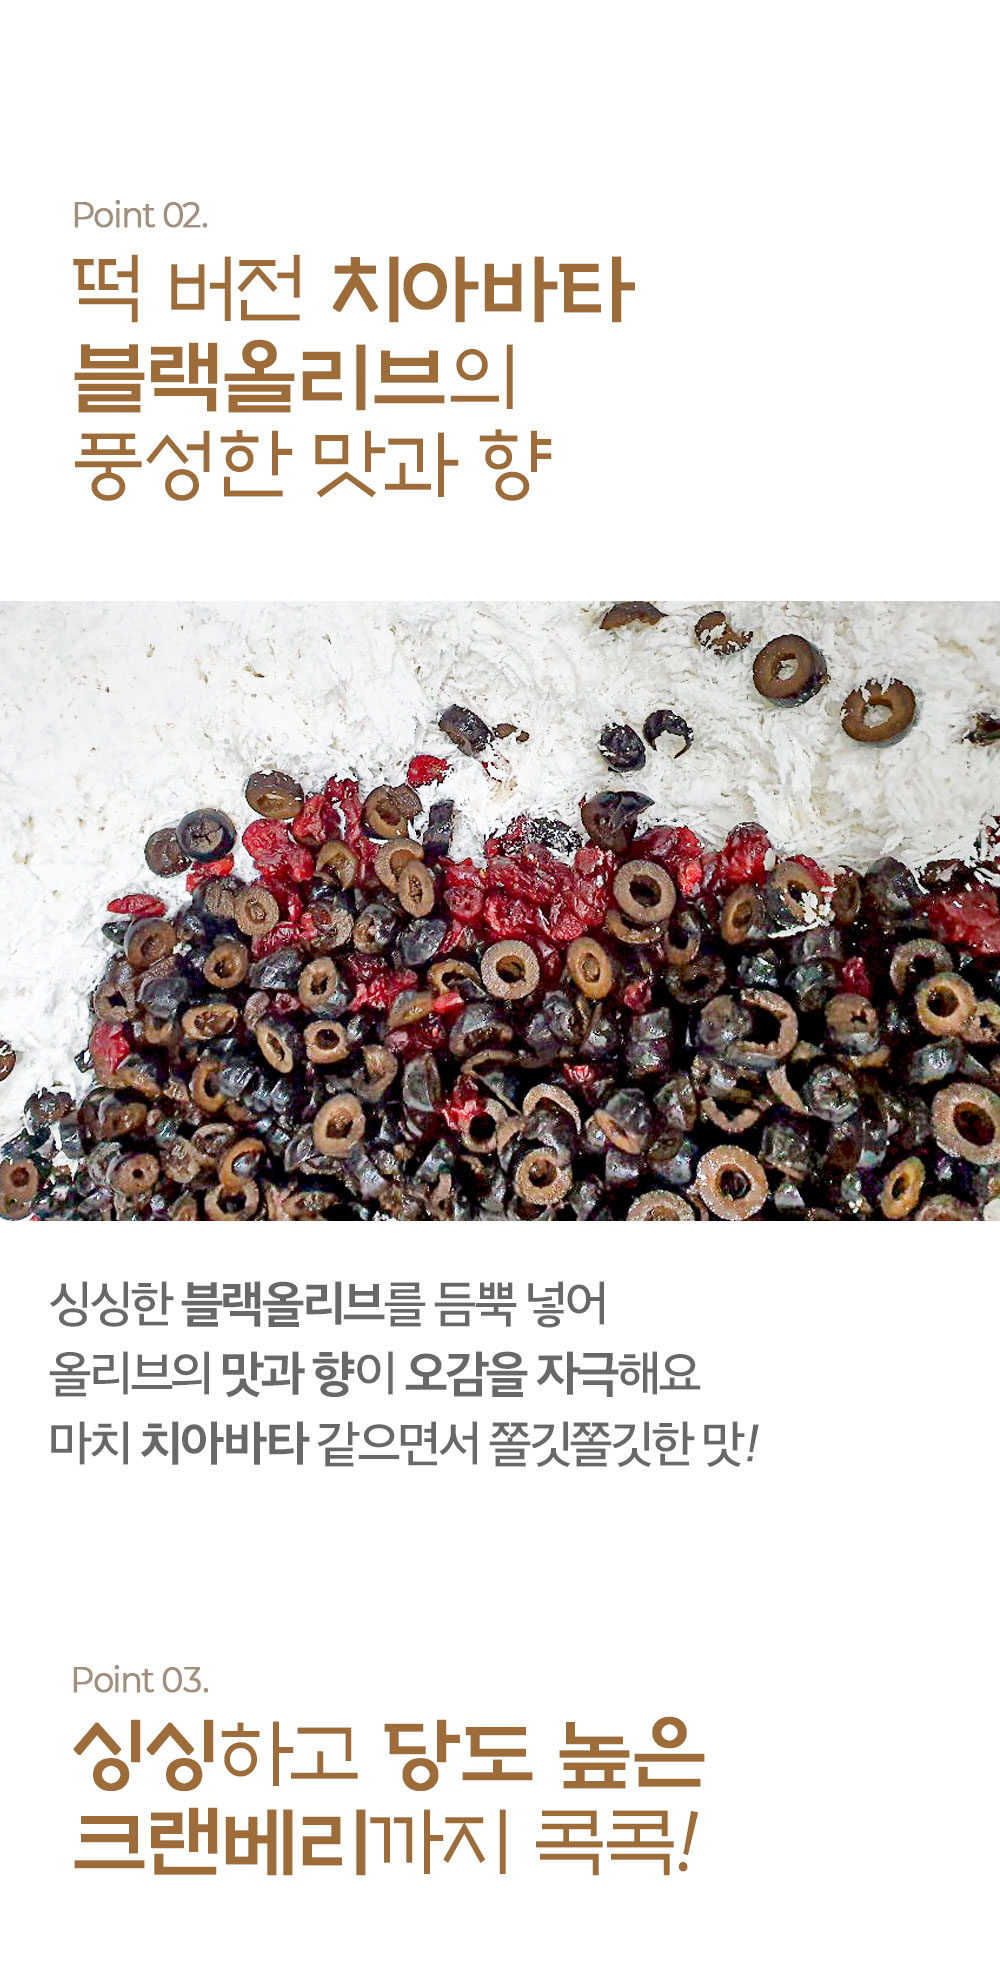 Point 02.
떡 버전 치아바타
블랙올리브의
풍성한 맛과 향
싱싱한 블랙올리브를 듬뿍 넣어
올리브의 맛과 향이 오감을 자극해요
마치 치아바타 같으면서 쫄깃쫄깃한 맛!
Point 03.
싱싱하고 당도 높은
크랜베리까지 콕콕!